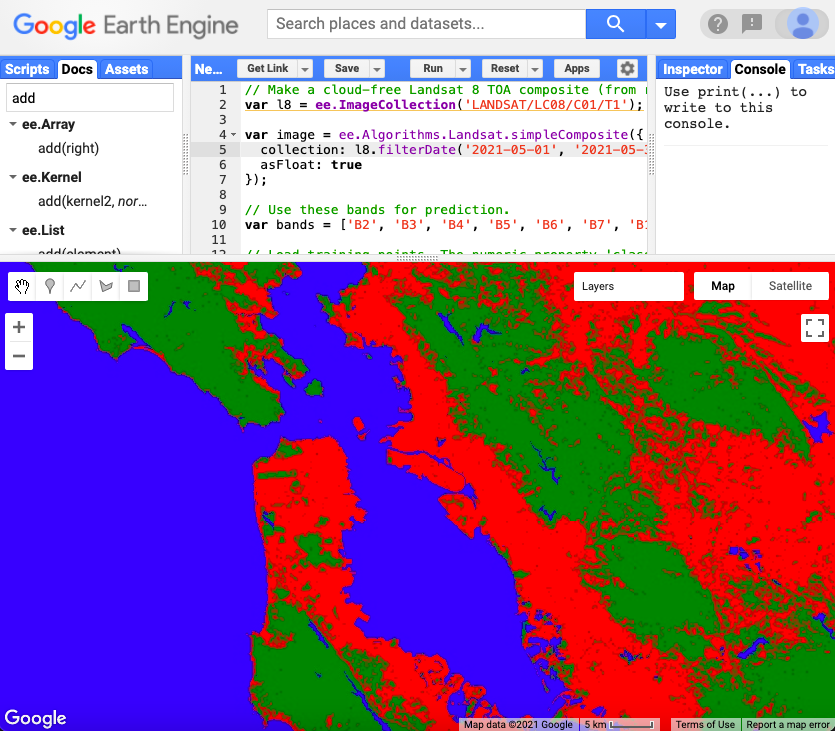 Google Earth Engine
Search places and datasets...
Scripts Docs Assets
add
ee.Array
add(right)
ee.Kernel
add(kernel2, nor...
ee.List
add(element)
Ne... Get Link Save Run Reset Apps
1 // Make a cloud-free Landsat 8 TOA composite (from
2 var l8 = ee.ImageCollection('LANDSAT/LC08/C01/T1');
3
4 var image = ee.Algorithms.Landsat.simpleComposite({
5 collection: l8.filterDate('2021-05-01', '2021-05-
6 asFloat: true
7 });
8
9 // Use these bands for prediction.
10 var bands = ['B2', 'B3', 'B4', 'B5', 'B6', 'B7',
11
12 // Load training points. The numeric property
Inspector Console Tasks
Use print(...) to
write to this
console.
Layers
Map Satellite
Google
Map data ©2021 Google 5 km Terms of Use Report a map error